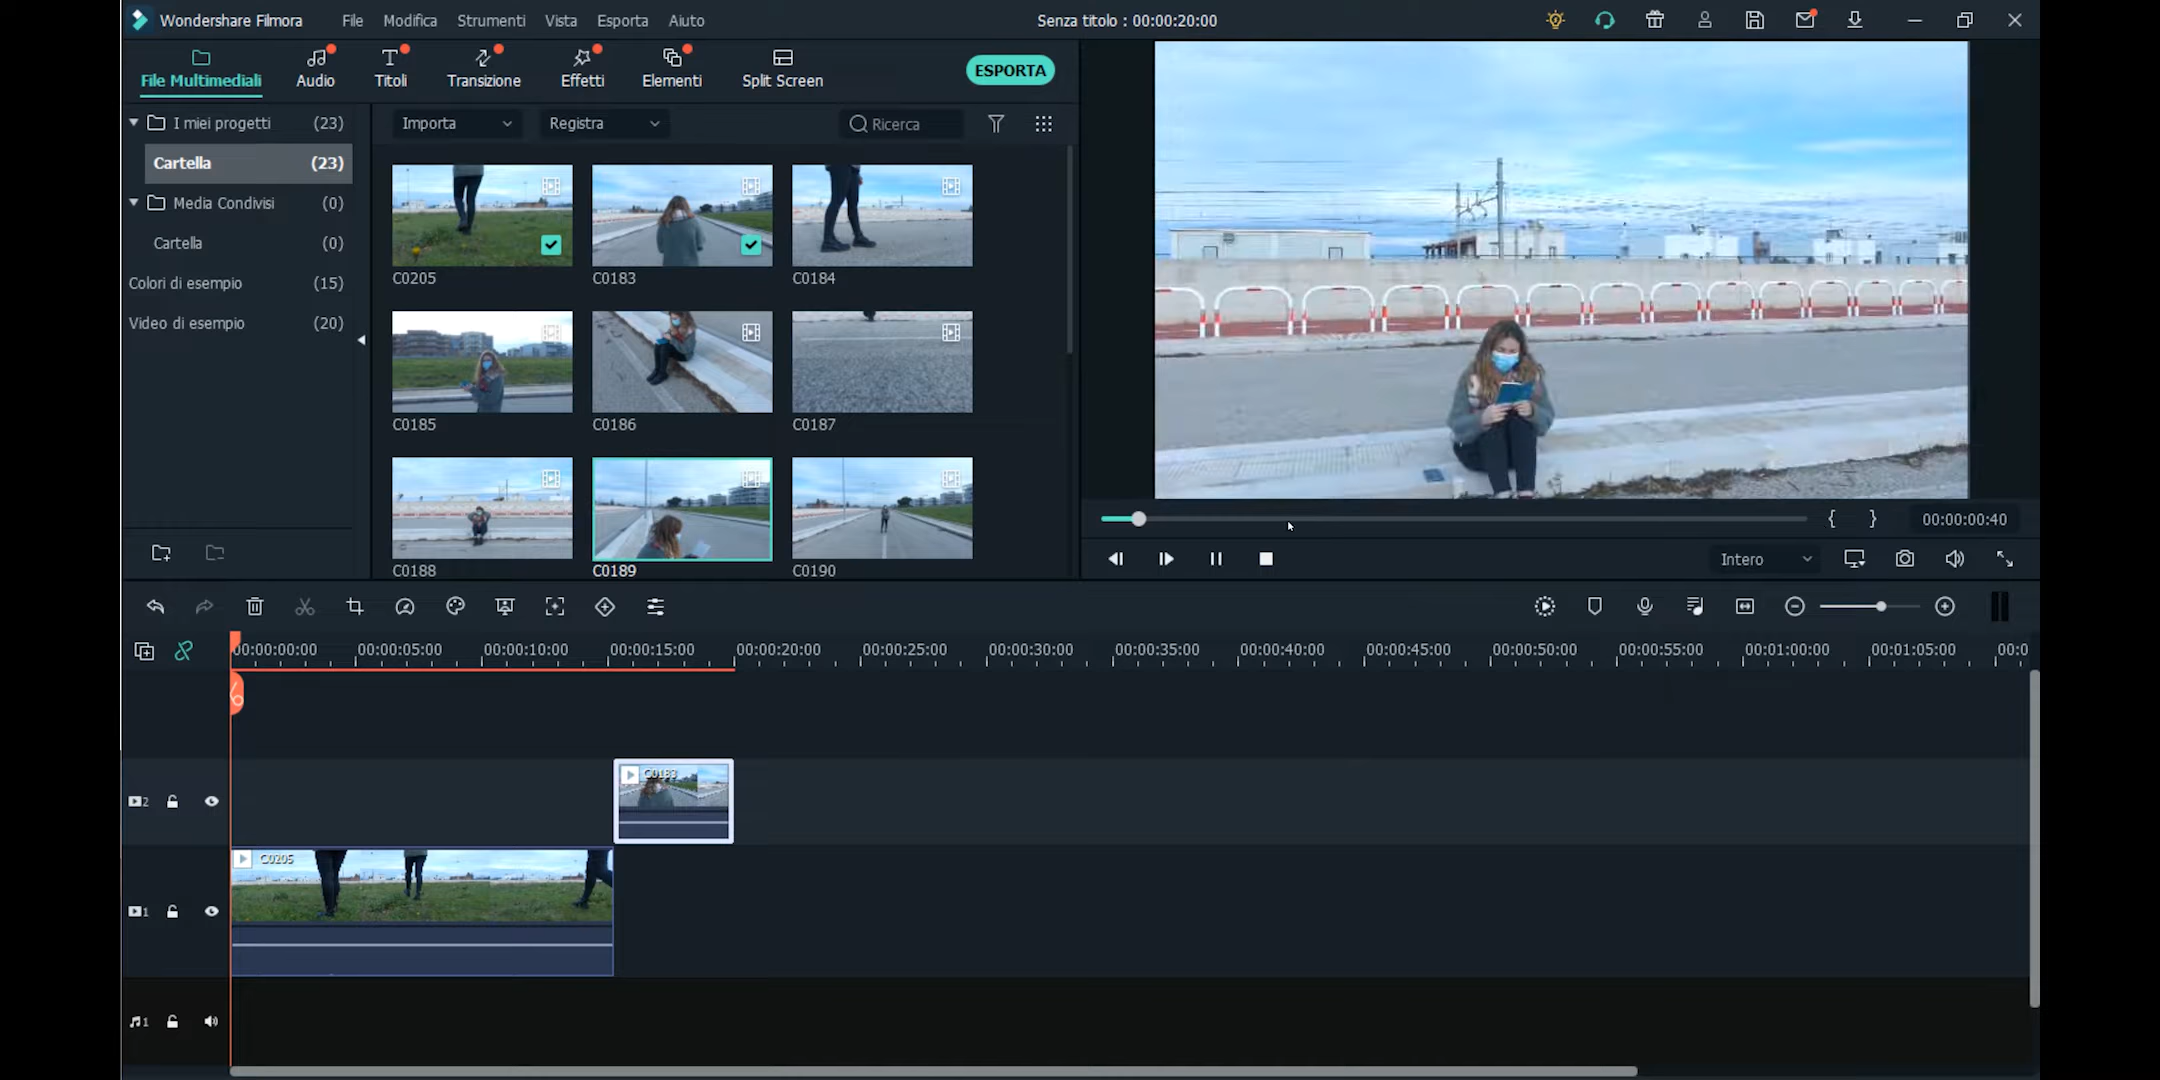 Wondershare Filmora File Modifica Strumenti Vista Esporta Aiuto Senza titolo : 00:00:20:00
File Multimediali Audio Titoli Transizione Effetti Elementi Split Screen ESPORTA
I miei progetti (23)
Cartella (23)
Media Condivisi (0)
Cartella (0)
Colori di esempio (15)
Video di esempio (20)
Importa Registra Ricerca
C0205 C0183 C0184
C0185 C0186 C0187
C0188 C0189 C0190
{ } 00:00:00:40
Intero
00:00:00:00 00:00:05:00 00:00:10:00 00:00:15:00 00:00:20:00 00:00:25:00 00:00:30:00 00:00:35:00 00:00:40:00 00:00:45:00 00:00:50:00 00:00:55:00 00:01:00:00 00:01:05:00 00:0
2
C0183
C0205
1
1